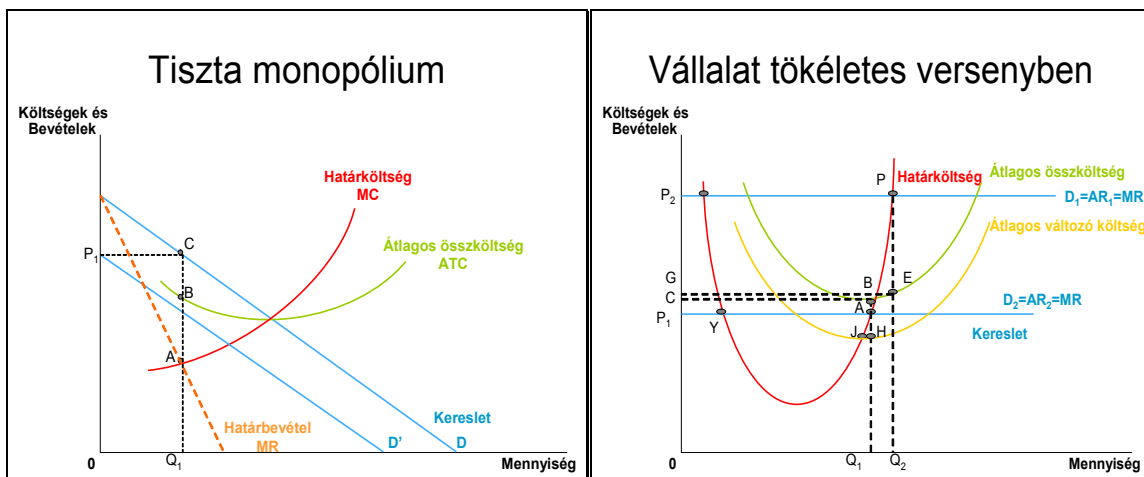 Tiszta monopólium
Költségek és
Bevételek
Határköltség
MC
C
P1
Átlagos összköltség
ATC
B
A
Kereslet
Határbevétel
MR
D'
D
0
Q1
Mennyiség
Vállalat tökéletes versenyben
Költségek és
Bevételek
P
Határköltség
Átlagos összköltség
P2
D1=AR1=MR
Átlagos változó költség
G
B
E
C
A
D2=AR2=MR
P1
Y
J
H
Kereslet
0
Q1
Q2
Mennyiség